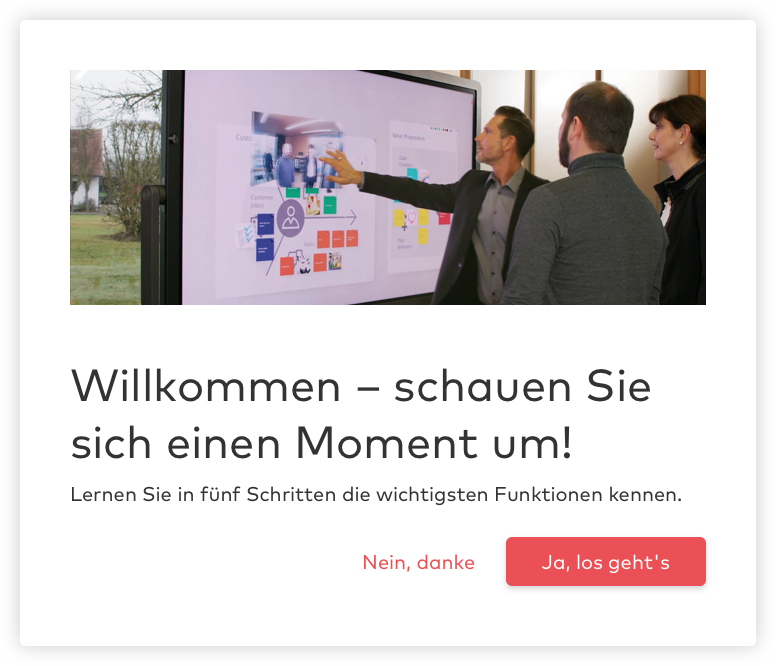 Willkommen – schauen Sie
sich einen Moment um!
Lernen Sie in fünf Schritten die wichtigsten Funktionen kennen.
Nein, danke
Ja, los geht's